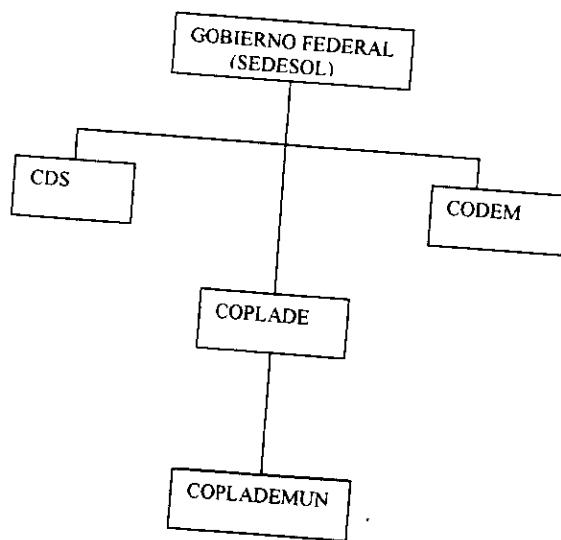 GOBIERNO FEDERAL
(SEDESOL)
CDS
CODEM
COPLADE
COPLADEMUN